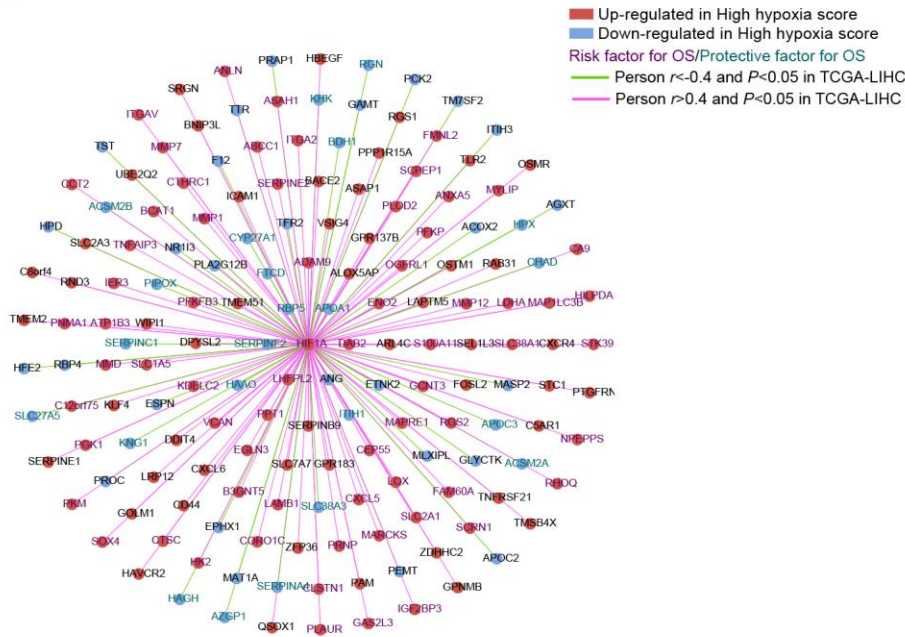 Up-regulated in High hypoxia score
Down-regulated in High hypoxia score
Risk factor for OS/Protective factor for OS
Person r<-0.4 and P<0.05 in TCGA-LIHC
Person r>0.4 and P<0.05 in TCGA-LIHC
PRAP1
HBEGF
RGN
ANLN
PCK2
SRGN
ASAH1
KHK
GAMT
TM7SF2
TTR
RGS1
ITGAV
BNIP3L
ITGA2
BDH1
FMNL2
ITIH3
TST
MMP7
F12
ABCC1
PPP1R15A
TLR2
UBE2Q2
SERPINE2
BACE2
SCPEP1
OSMR
CCT2
CTHRC1
ICAM1
ASAP1
ANXA5
MYLIP
ACSM2B
BCAT1
MMP1
TFR2
VSIG4
PLOD2
AGXT
HPD
TNFAIP3
CYP27A1
GPR137B
PFKP
ACOX2
HPX
SLC2A3
NR1I3
PLA2G12B
ADAM9
OGFRL1
OSTM1
CHAD
CA9
C8orf4
FTCD
ALOX5AP
RAB31
RND3
IER3
PIPOX
PFKFB3
TMEM51
RBP5
APOA1
ENO2
LAPTM5
MMP12
LDHA
MAP1LC3B
HILPDA
TMEM2
PNMA1
ATP1B3
WIPI1
SERPINC1
DPYSL2
SERPINF2
HIF1A
DAB2
ARL4C
S100A11
SEL1L3
SLC38A1
CXCR4
STK39
HFE2
RBP4
MMD
SLC1A5
KDELC2
HAAO
LHFPL2
ANG
ETNK2
GCNT3
FOSL2
MASP2
STC1
PTGFRN
SLC27A5
C12orf75
KLF4
ESPN
VCAN
PPT1
ITIH1
MAPRE1
RGS2
APOC3
C5AR1
NPEPPS
SERPINE1
PGK1
KNG1
DDIT4
EGLN3
SERPINB9
CEP55
MLXIPL
GLYCTK
ACSM2A
RHOQ
PKM
PROC
LRP12
CXCL6
SLC7A7
GPR183
LOX
FAM60A
TNFRSF21
B3GNT5
CXCL5
TMSB4X
SOX4
GOLM1
CD44
LAMB1
SLC38A3
SLC2A1
SCRN1
EPHX1
MARCKS
APOC2
HAVCR2
CTSC
HK2
CORO1C
ZFP36
PRNP
ZDHHC2
HAGH
MAT1A
SERPINA4
CLSTN1
PAM
PEMT
GPNMB
AZGP1
QSOX1
PLAUR
GAS2L3
IGF2BP3